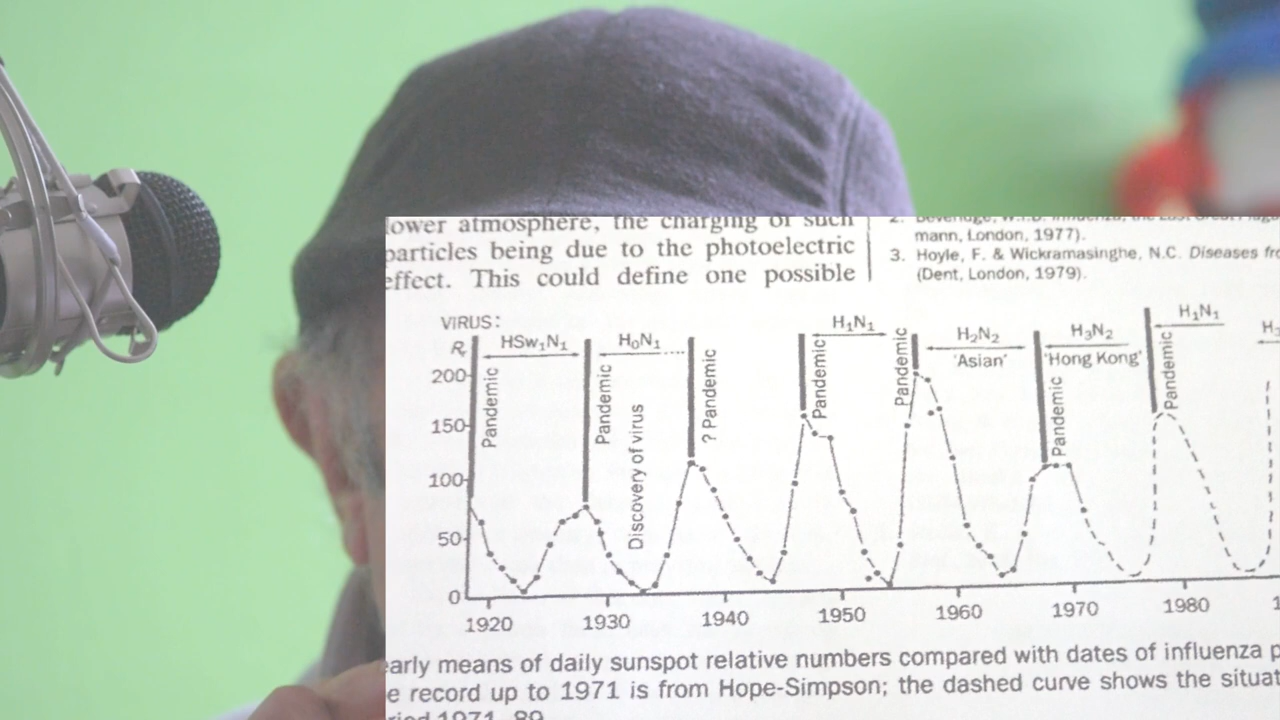 lower atmosphere, the charging of such
particles being due to the photoelectric
effect. This could define one possible
mann, London, 1977).
3. Hoyle, F. & Wickramasinghe, N.C. Diseases
(Dent, London, 1979).
VIRUS:
R
HSw1N1
H0N1
H1N1
H2N2
'Asian'
H3N2
'Hong Kong'
H1N1
Pandemic
Pandemic
Discovery of virus
? Pandemic
Pandemic
Pandemic
Pandemic
Pandemic
200
150
100
50
0
1920 1930 1940 1950 1960 1970 1980
early means of daily sunspot relative numbers compared with dates of influenza
record up to 1971 is from Hope-Simpson; the dashed curve shows the
1971–89